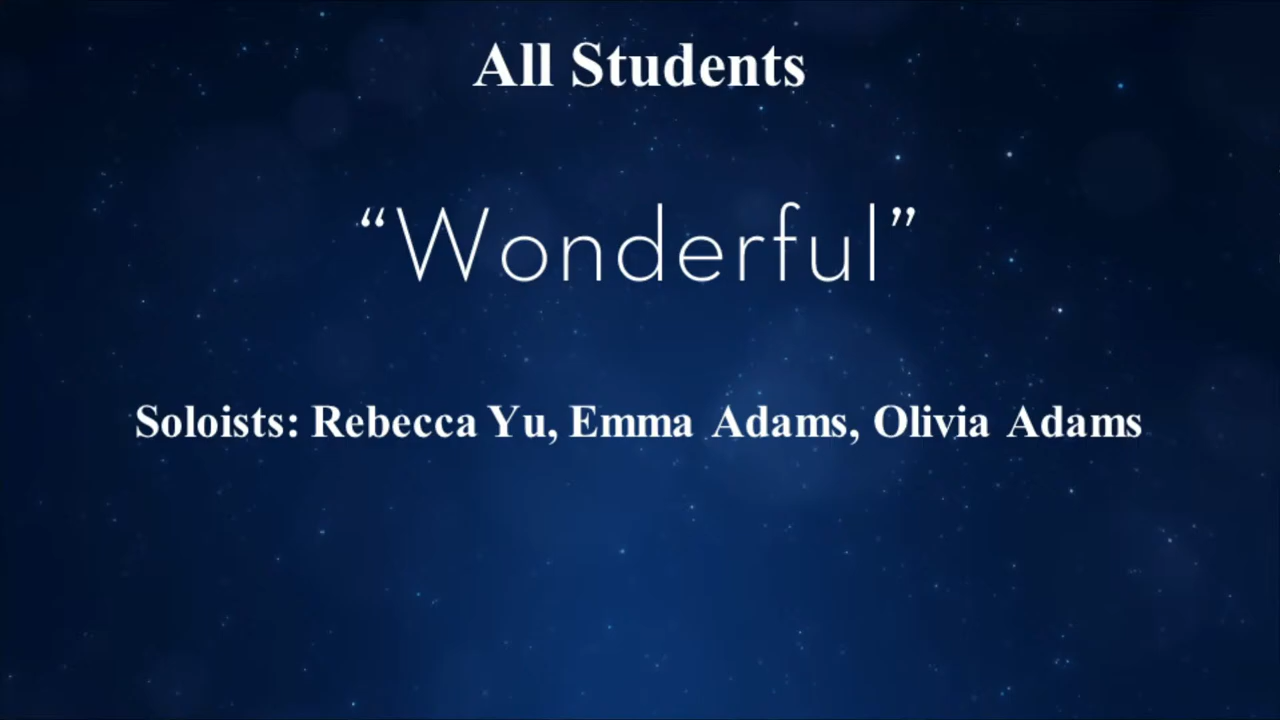 All Students
“Wonderful”
Soloists: Rebecca Yu, Emma Adams, Olivia Adams